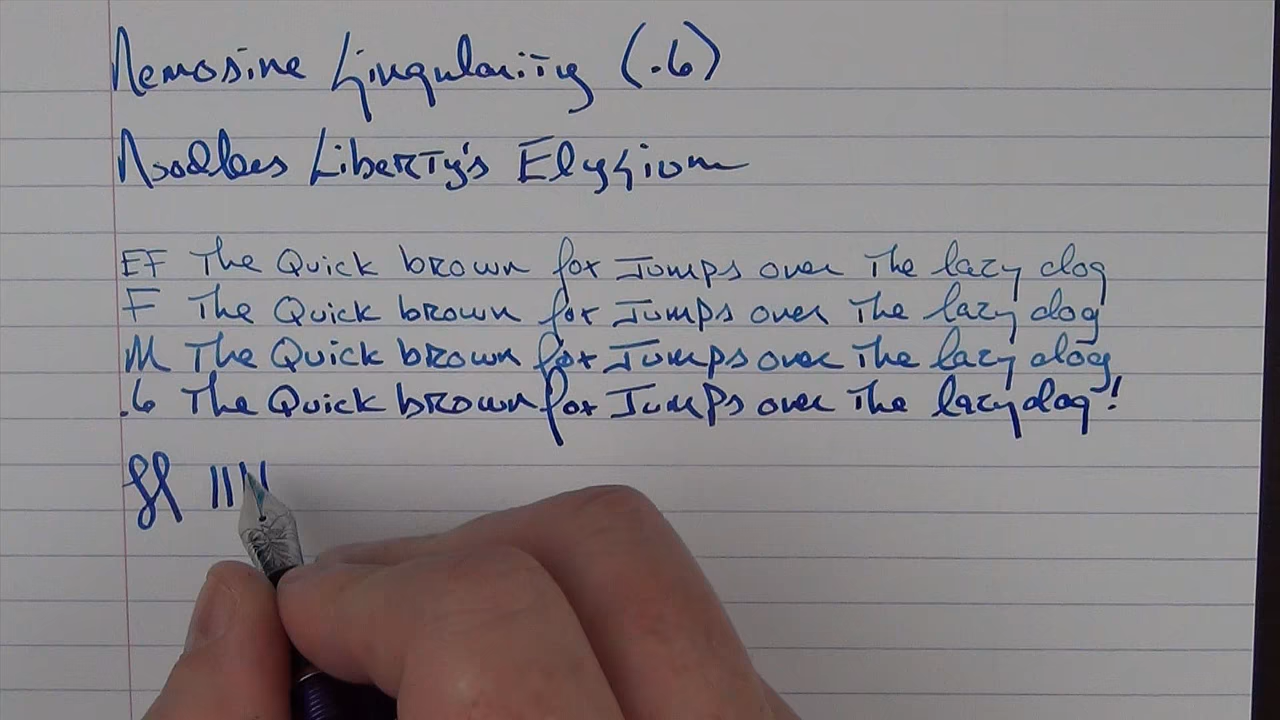 Nemosine Singularity (.6)
Noodlers Liberty's Elysium
EF The Quick brown fox Jumps over The lazy dog
F The Quick brown fox Jumps over The lazy dog
M The Quick brown fox Jumps over The lazy dog
.6 The Quick brown fox Jumps over The lazy dog!